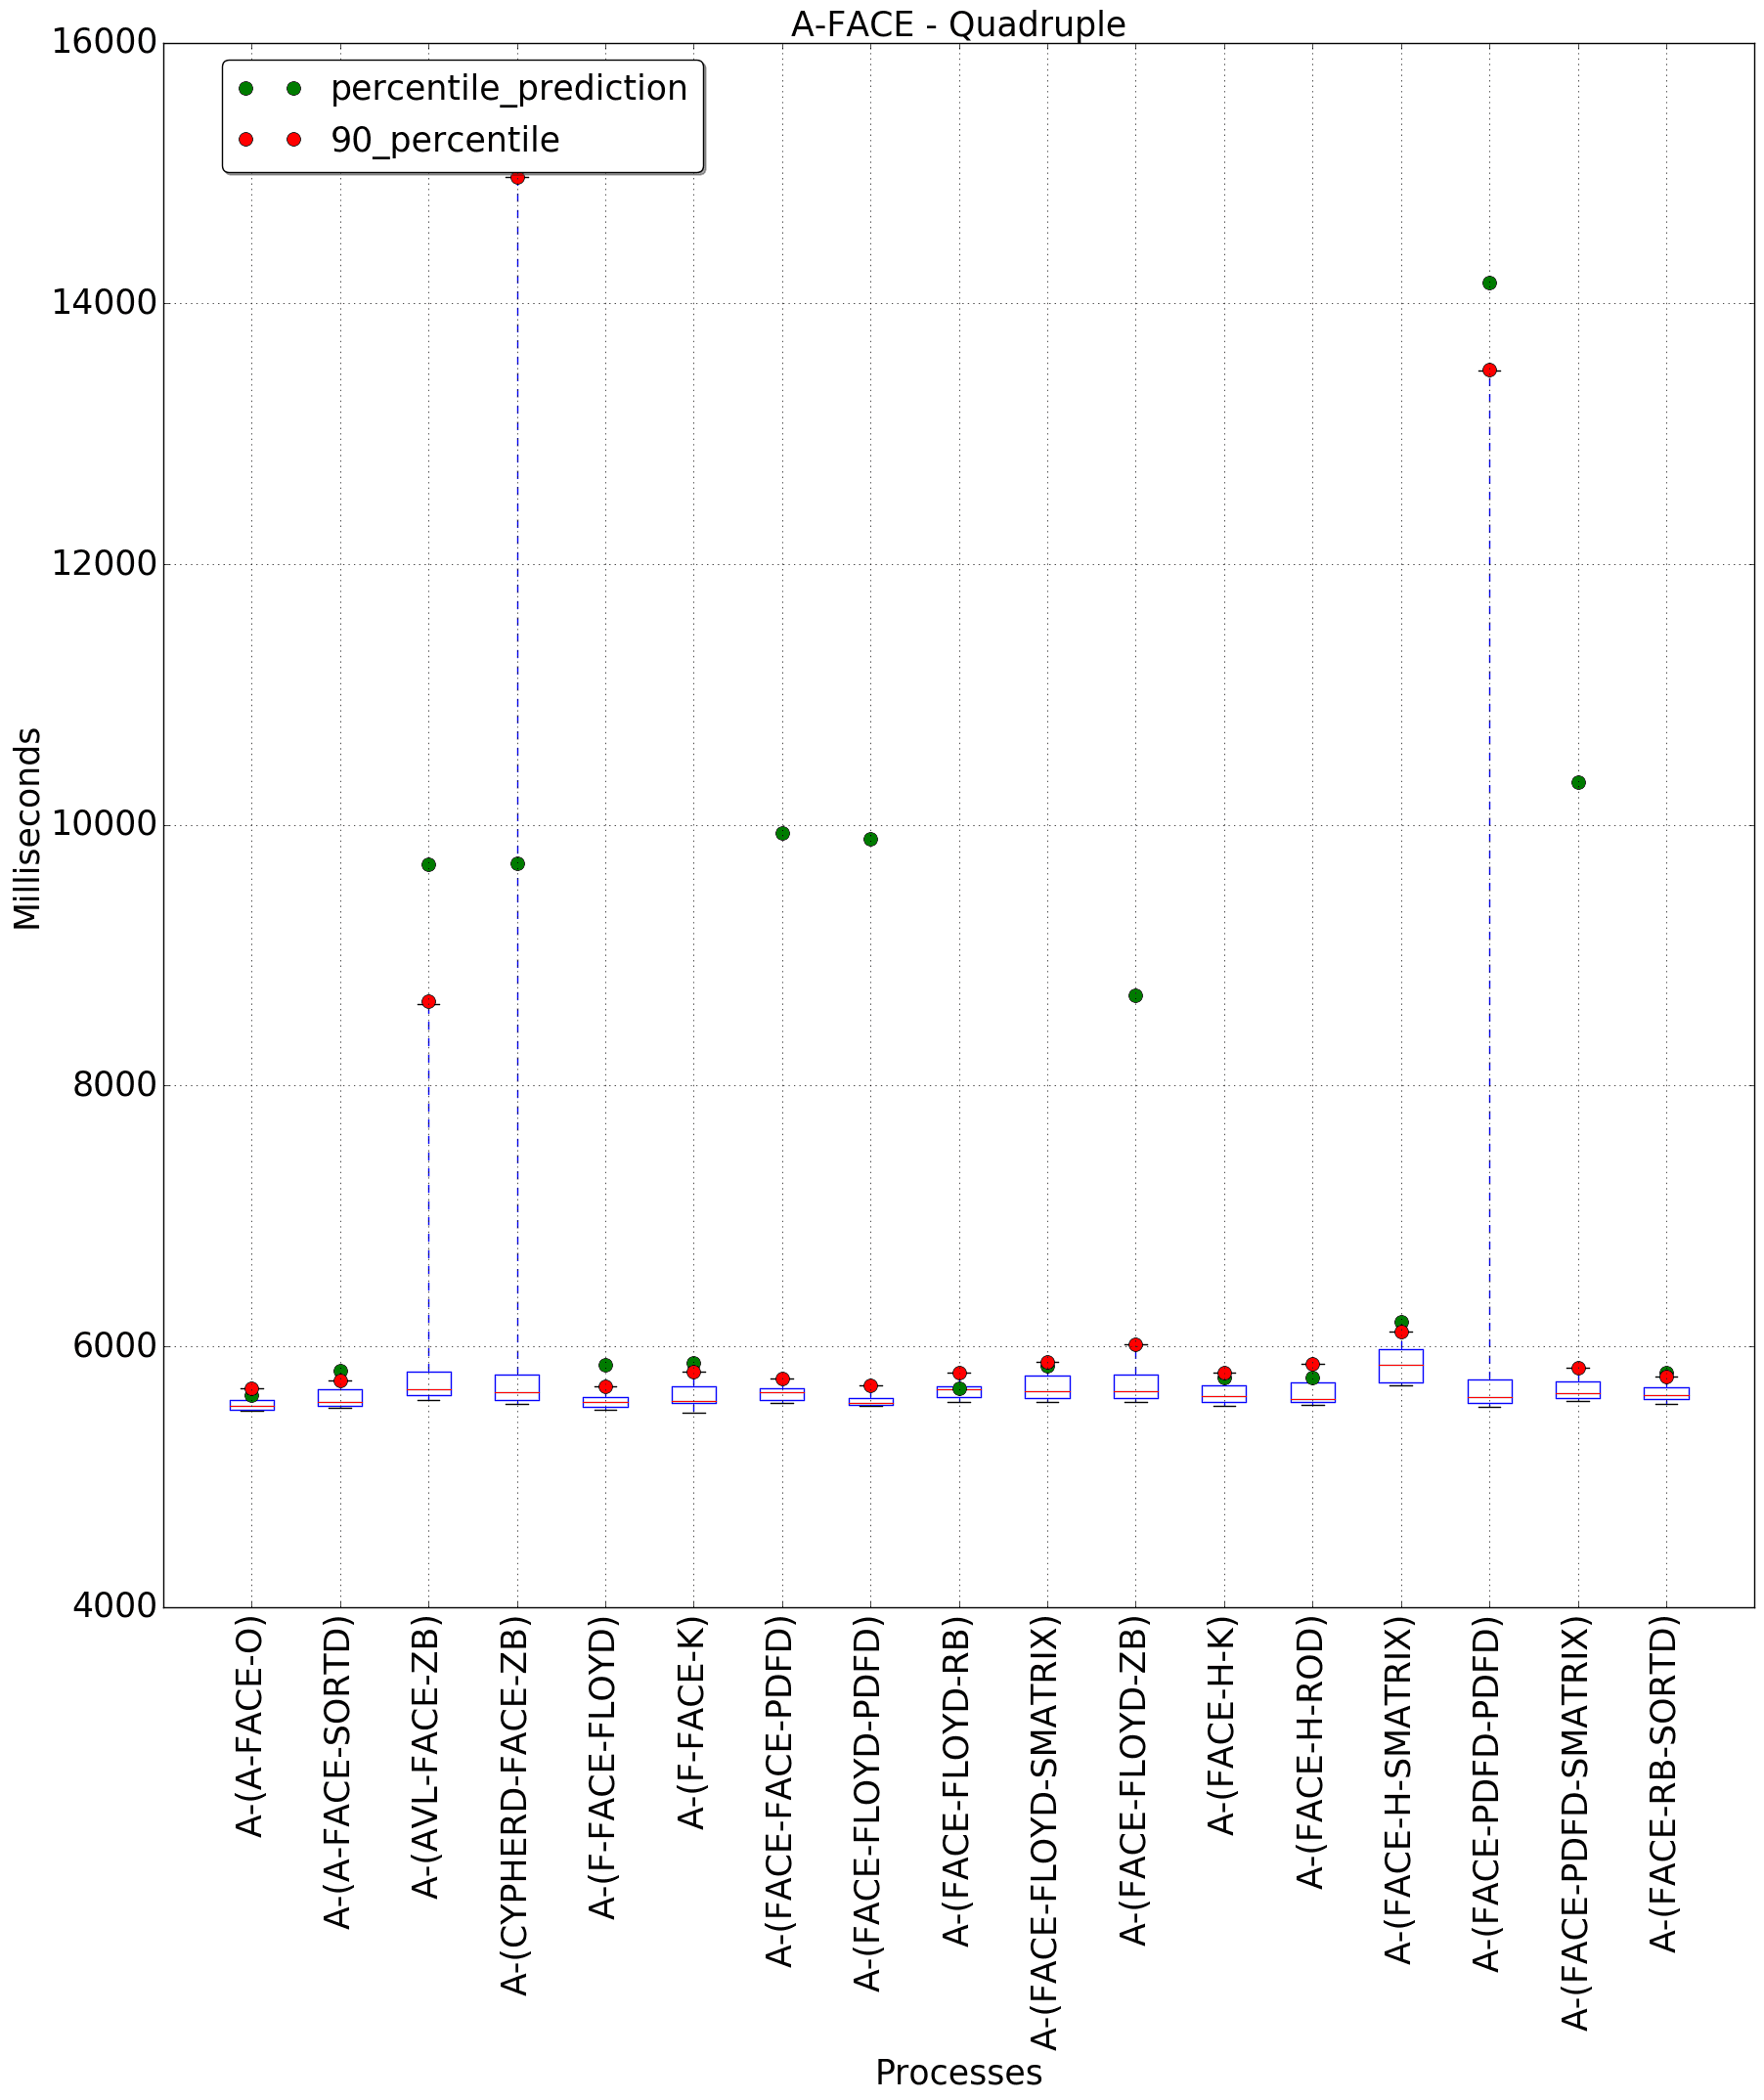 A-FACE - Quadruple
percentile_prediction
90_percentile
16000
14000
12000
10000
8000
6000
4000
Milliseconds
A-(A-FACE-O)
A-(A-FACE-SORTD)
A-(AVL-FACE-ZB)
A-(CYPHERD-FACE-ZB)
A-(F-FACE-FLOYD)
A-(F-FACE-K)
A-(FACE-FACE-PDFD)
A-(FACE-FLOYD-PDFD)
A-(FACE-FLOYD-RB)
A-(FACE-FLOYD-SMATRIX)
A-(FACE-FLOYD-ZB)
A-(FACE-H-K)
A-(FACE-H-ROD)
A-(FACE-H-SMATRIX)
A-(FACE-PDFD-PDFD)
A-(FACE-PDFD-SMATRIX)
A-(FACE-RB-SORTD)
Processes